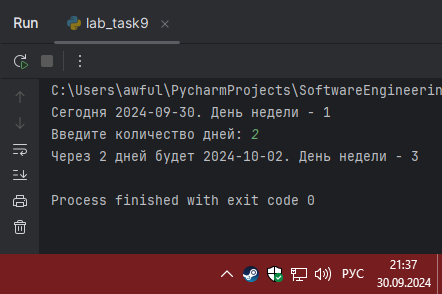 Run
lab_task9
C:\Users\awful\PycharmProjects\SoftwareEngineerin
Сегодня 2024-09-30. День недели - 1
Введите количество дней: 2
Через 2 дней будет 2024-10-02. День недели - 3
Process finished with exit code 0
РУС
21:37
30.09.2024